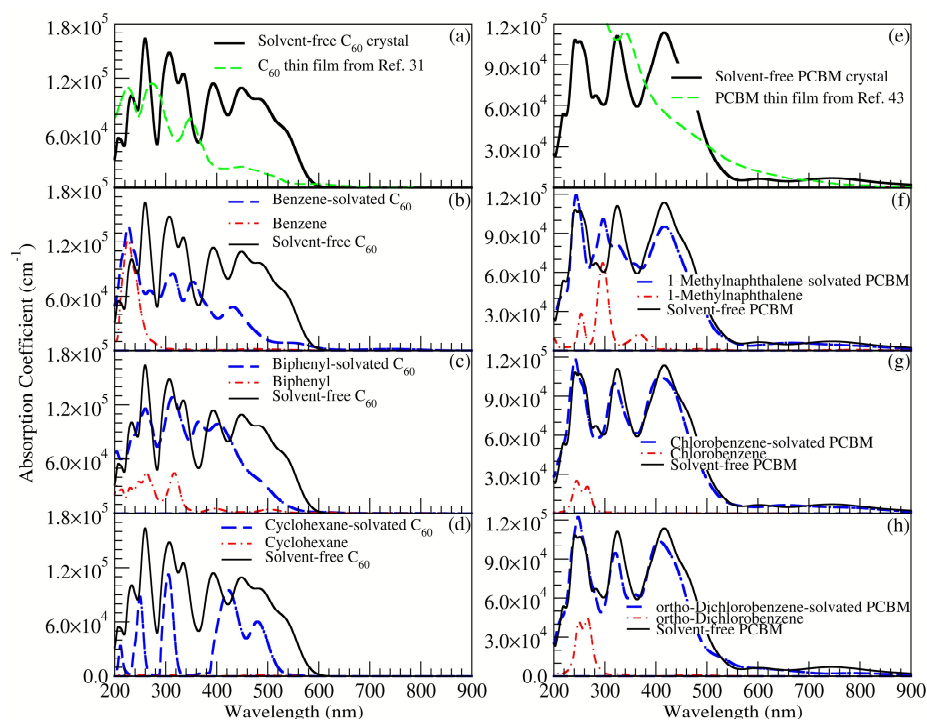 1.8×10⁵
1.2×10⁵
6.0×10⁴
(a)
Solvent-free C₆₀ crystal
C₆₀ thin film from Ref. 31
1.8×10⁵
1.2×10⁵
6.0×10⁴
(b)
Benzene-solvated C₆₀
Benzene
Solvent-free C₆₀
1.8×10⁵
1.2×10⁵
6.0×10⁴
(c)
Biphenyl-solvated C₆₀
Biphenyl
Solvent-free C₆₀
1.8×10⁵
1.2×10⁵
6.0×10⁴
0.0
(d)
Cyclohexane-solvated C₆₀
Cyclohexane
Solvent-free C₆₀
200 300 400 500 600 700 800 900
Wavelength (nm)
Absorption Coefficient (cm⁻¹)
1.2×10⁵
9.0×10⁴
6.0×10⁴
3.0×10⁴
(e)
Solvent-free PCBM crystal
PCBM thin film from Ref. 43
1.2×10⁵
9.0×10⁴
6.0×10⁴
3.0×10⁴
(f)
1 Methylnaphthalene solvated PCBM
1-Methylnaphthalene
Solvent-free PCBM
1.2×10⁵
9.0×10⁴
6.0×10⁴
3.0×10⁴
(g)
Chlorobenzene-solvated PCBM
Chlorobenzene
Solvent-free PCBM
1.2×10⁵
9.0×10⁴
6.0×10⁴
3.0×10⁴
0.0
(h)
ortho-Dichlorobenzene-solvated PCBM
ortho-Dichlorobenzene
Solvent-free PCBM
200 300 400 500 600 700 800 900
Wavelength (nm)